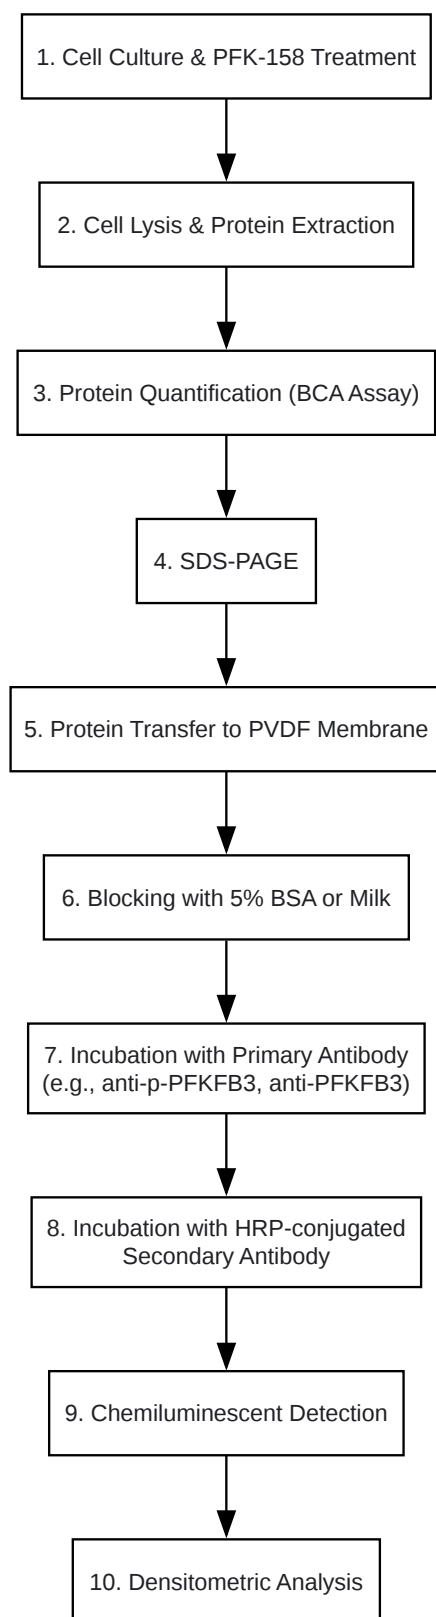 1. Cell Culture & PFK-158 Treatment
2. Cell Lysis & Protein Extraction
3. Protein Quantification (BCA Assay)
4. SDS-PAGE
5. Protein Transfer to PVDF Membrane
6. Blocking with 5% BSA or Milk
7. Incubation with Primary Antibody
(e.g., anti-p-PFKFB3, anti-PFKFB3)
8. Incubation with HRP-conjugated
Secondary Antibody
9. Chemiluminescent Detection
10. Densitometric Analysis